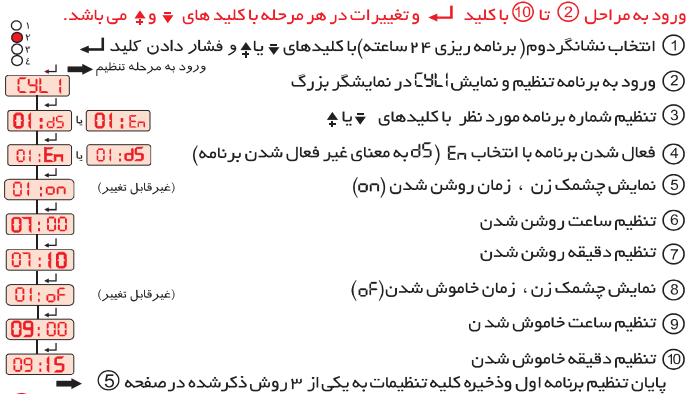 ورود به مراحل ② تا ⑩ با کلید ↵ و تغییرات در هر مرحله با کلید های ▼ و ▲ می باشد.
① انتخاب نشانگردوم( برنامه ریزی ۲۴ ساعته)با کلیدهای ▼ یا ▲ و فشار دادن کلید ↵
ورود به مرحله تنظیم
② ورود به برنامه تنظیم و نمایش CYL1 در نمایشگر بزرگ
③ تنظیم شماره برنامه مورد نظر با کلیدهای ▼ یا ▲
④ فعال شدن برنامه با انتخاب En (dS به معنای غیر فعال شدن برنامه)
⑤ نمایش چشمک زن ، زمان روشن شدن (on) (غیرقابل تغییر)
⑥ تنظیم ساعت روشن شدن
⑦ تنظیم دقیقه روشن شدن
⑧ نمایش چشمک زن ، زمان خاموش شدن(oF) (غیرقابل تغییر)
⑨ تنظیم ساعت خاموش شد ن
⑩ تنظیم دقیقه خاموش شدن
پایان تنظیم برنامه اول وذخیره کلیه تنظیمات به یکی از ۳ روش ذکرشده در صفحه ⑤
۱
۲
۳
٤
CYL1
01:dS یا 01:En
01:En یا 01:dS
01:on
07:00
07:10
01:oF
09:00
09:15